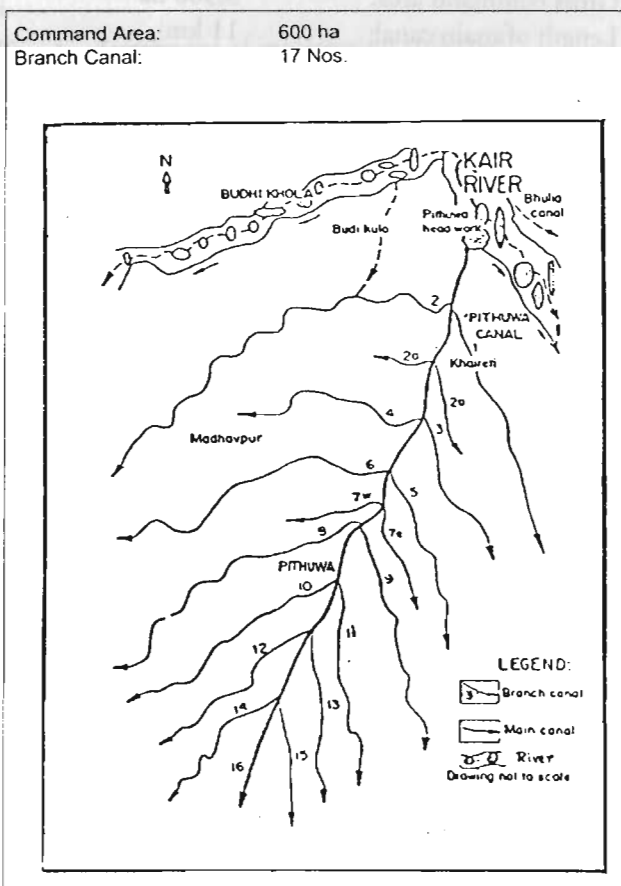 Command Area: 600 ha
Branch Canal: 17 Nos.
N
KAIR
RIVER
BUDHI KHOLA
Bhulia
canal
Budi kulo
Pithuwa
head work
2
PITHUWA
CANAL
1
2a
Khaireti
2a
4
3
Madhavpur
6
5
7w
7e
9
9
PITHUWA
10
11
12
13
14
15
16
LEGEND:
3 Branch canal
Main canal
River
Drawing not to scale